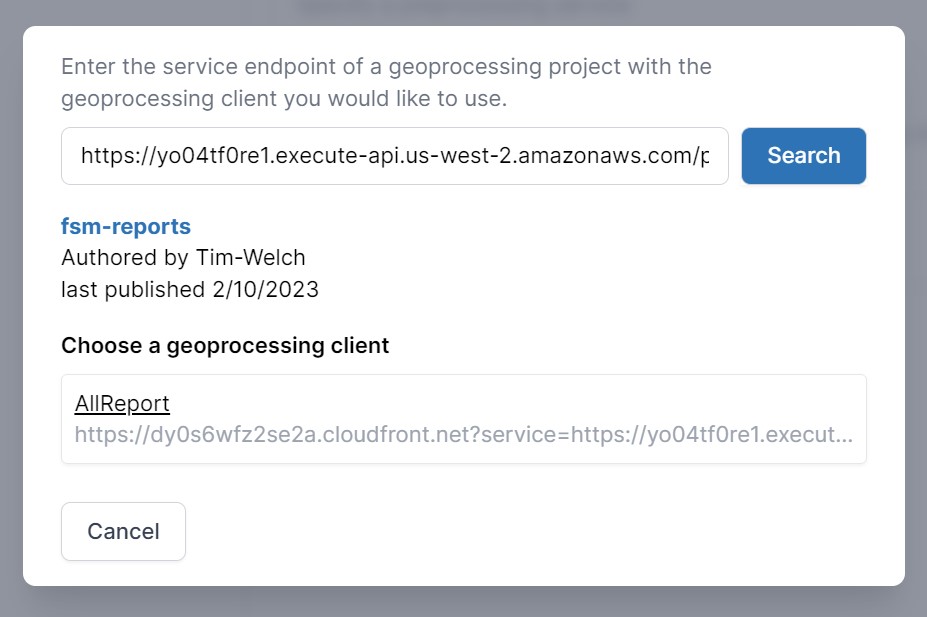 Enter the service endpoint of a geoprocessing project with the
geoprocessing client you would like to use.
https://yo04tf0re1.execute-api.us-west-2.amazonaws.com/p
Search
fsm-reports
Authored by Tim-Welch
last published 2/10/2023
Choose a geoprocessing client
AllReport
https://dy0s6wfz2se2a.cloudfront.net?service=https://yo04tf0re1.execut...
Cancel